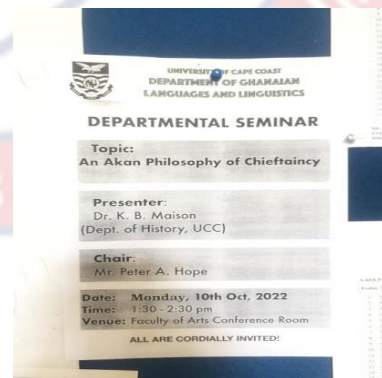 UNIVERSITY OF CAPE COAST
DEPARTMENT OF GHANAIAN
LANGUAGES AND LINGUISTICS
DEPARTMENTAL SEMINAR
Topic:
An Akan Philosophy of Chieftaincy
Presenter:
Dr. K. B. Maison
(Dept. of History, UCC)
Chair:
Mr. Peter A. Hope
Date: Monday, 10th Oct, 2022
Time: 1:30 - 2:30 pm
Venue: Faculty of Arts Conference Room
ALL ARE CORDIALLY INVITED!